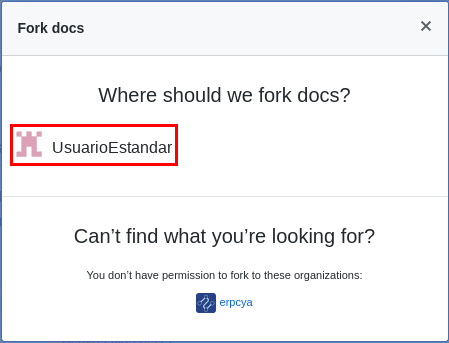 Fork docs
Where should we fork docs?
UsuarioEstandar
Can’t find what you’re looking for?
You don’t have permission to fork to these organizations:
erpcya